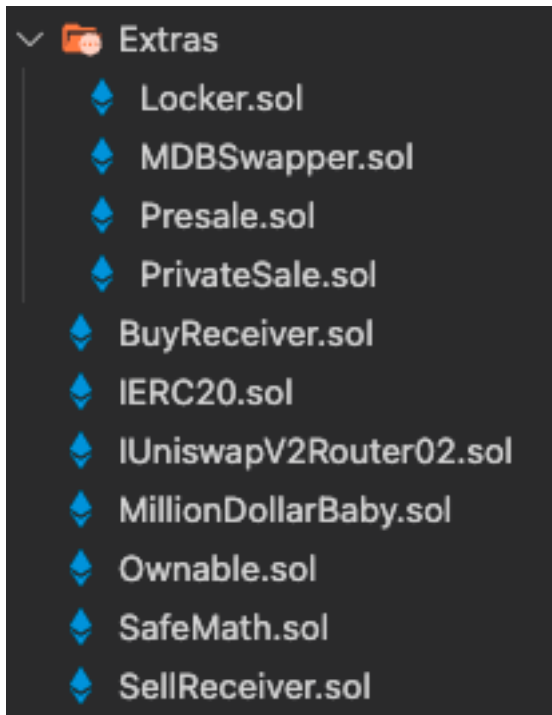 Extras
Locker.sol
MDBSwapper.sol
Presale.sol
PrivateSale.sol
BuyReceiver.sol
IERC20.sol
IUniswapV2Router02.sol
MillionDollarBaby.sol
Ownable.sol
SafeMath.sol
SellReceiver.sol